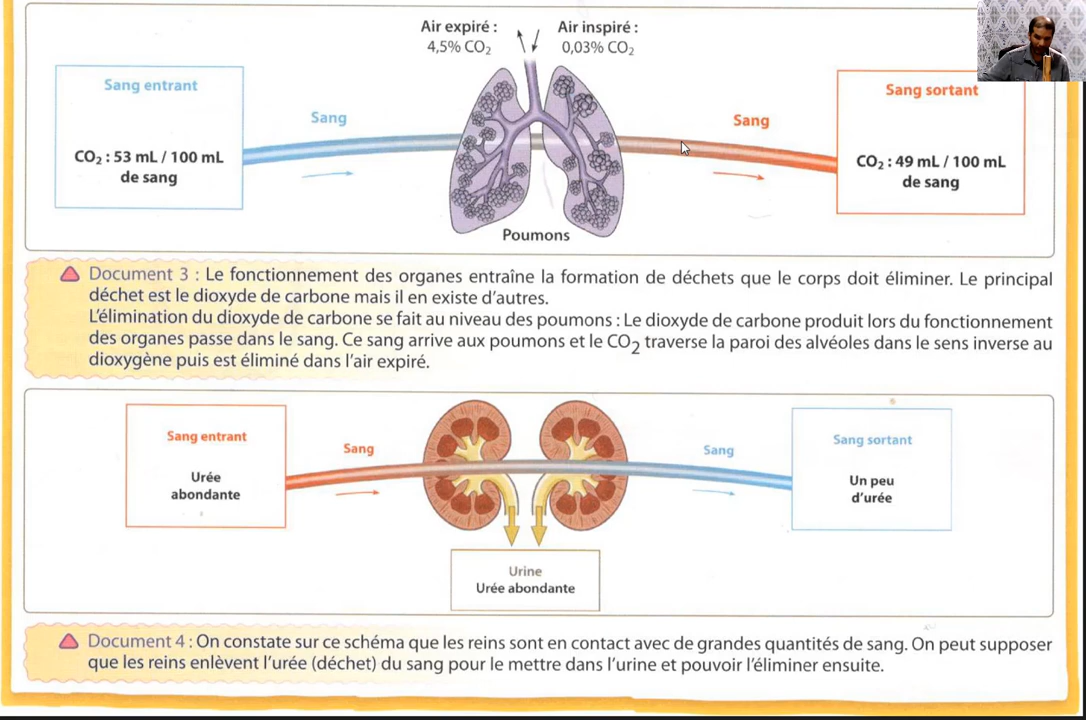 Air expiré :
4,5% CO₂
Air inspiré :
0,03% CO₂
Sang entrant
CO₂ : 53 mL / 100 mL
de sang
Sang
Poumons
Sang
Sang sortant
CO₂ : 49 mL / 100 mL
de sang
Document 3 : Le fonctionnement des organes entraîne la formation de déchets que le corps doit éliminer. Le principal
déchet est le dioxyde de carbone mais il en existe d'autres.
L'élimination du dioxyde de carbone se fait au niveau des poumons : Le dioxyde de carbone produit lors du fonctionnement
des organes passe dans le sang. Ce sang arrive aux poumons et le CO₂ traverse la paroi des alvéoles dans le sens inverse au
dioxygène puis est éliminé dans l'air expiré.
Sang entrant
Urée
abondante
Sang
Sang
Sang sortant
Un peu
d'urée
Urine
Urée abondante
Document 4 : On constate sur ce schéma que les reins sont en contact avec de grandes quantités de sang. On peut supposer
que les reins enlèvent l'urée (déchet) du sang pour le mettre dans l'urine et pouvoir l'éliminer ensuite.